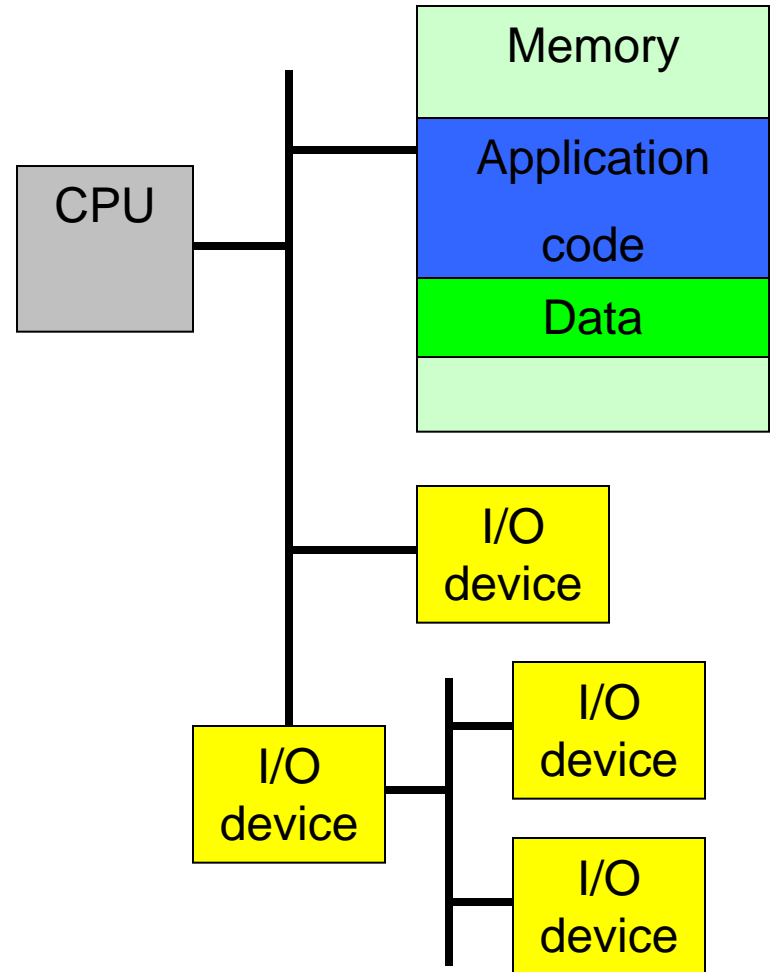 Memory
CPU
Application
code
Data
I/O
device
I/O
device
I/O
device
I/O
device